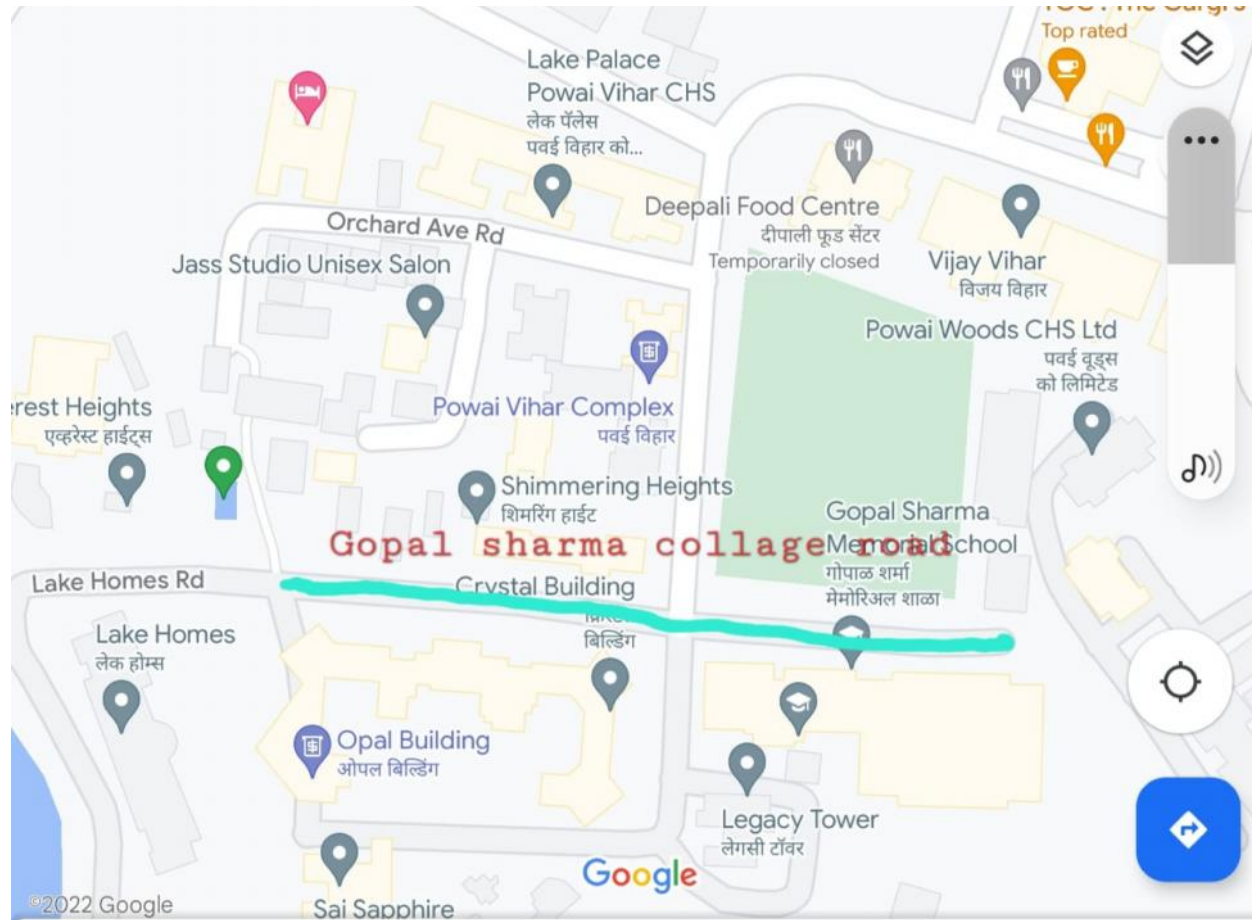 Top rated
Lake Palace
Powai Vihar CHS
लेक पॅलेस
पवई विहार को...
Orchard Ave Rd
Deepali Food Centre
दीपाली फूड सेंटर
Temporarily closed
Vijay Vihar
विजय विहार
Jass Studio Unisex Salon
Powai Woods CHS Ltd
पवई वूड्स
को लिमिटेड
erest Heights
एव्हरेस्ट हाईट्स
Powai Vihar Complex
पवई विहार
Shimmering Heights
शिमरिंग हाईट
Gopal Sharma
Memorial School
गोपाळ शर्मा
मेमोरिअल शाळा
Gopal sharma collage road
Lake Homes Rd
Crystal Building
बिल्डिंग
Lake Homes
लेक होम्स
Opal Building
ओपल बिल्डिंग
Legacy Tower
लेगसी टॉवर
Google
©2022 Google
Sai Sapphire